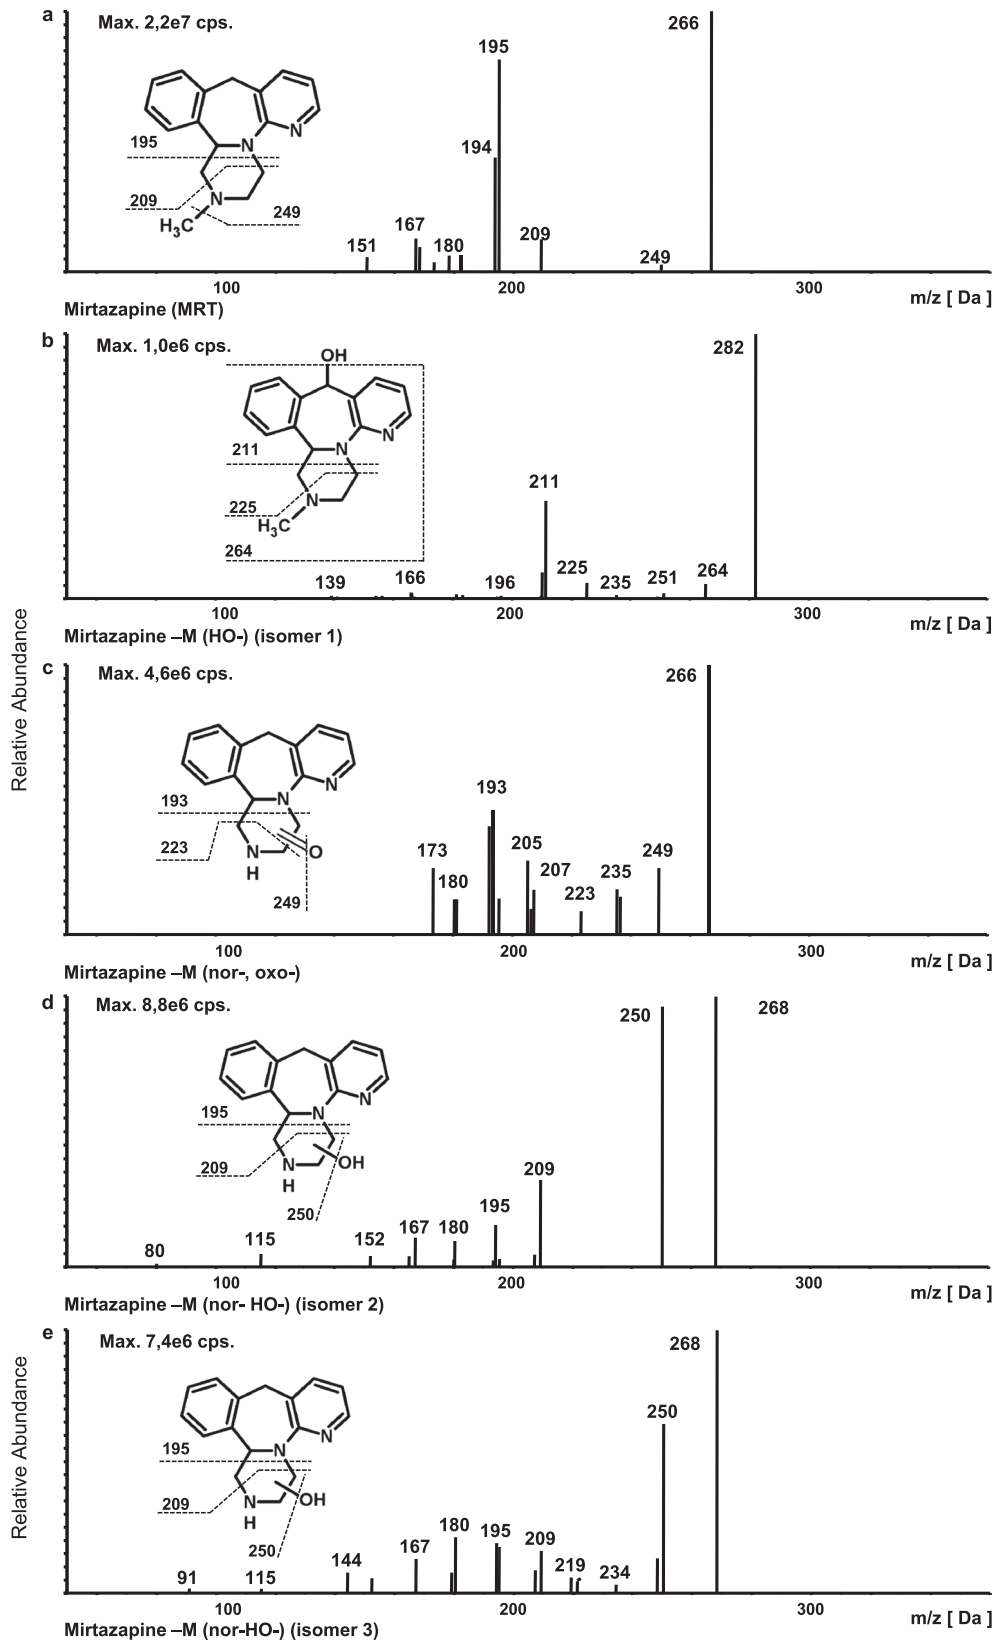 a
Max. 2,2e7 cps.
266
195
194
195
N
N
209
N
249
H3C
151
167
180
209
249
100
200
300
m/z [ Da ]
Mirtazapine (MRT)
b
Max. 1,0e6 cps.
OH
282
N
N
211
211
225
N
H3C
264
139
166
196
225
235
251
264
100
200
300
m/z [ Da ]
Mirtazapine –M (HO-) (isomer 1)
Relative Abundance
c
Max. 4,6e6 cps.
266
193
N
N
193
223
N
H
O
249
173
180
205
207
223
235
249
100
200
300
m/z [ Da ]
Mirtazapine –M (nor-, oxo-)
d
Max. 8,8e6 cps.
250
268
N
N
195
209
N
H
OH
250
80
115
152
167
180
195
209
100
200
300
m/z [ Da ]
Mirtazapine –M (nor- HO-) (isomer 2)
Relative Abundance
e
Max. 7,4e6 cps.
268
250
N
N
195
209
N
H
OH
250
91
115
144
167
180
195
209
219
234
100
200
300
m/z [ Da ]
Mirtazapine –M (nor-HO-) (isomer 3)